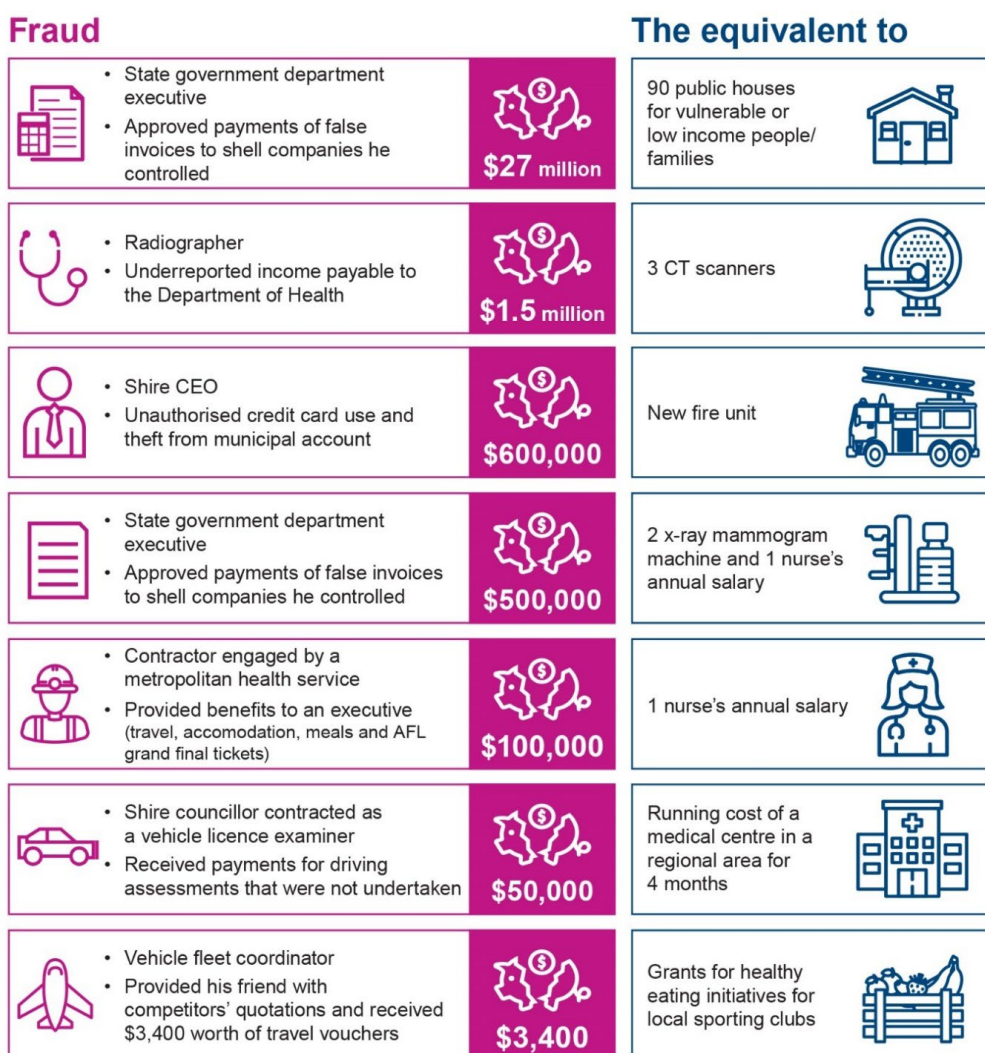 Fraud
The equivalent to
• State government department
executive
• Approved payments of false
invoices to shell companies he
controlled
$27 million
90 public houses
for vulnerable or
low income people/
families
• Radiographer
• Underreported income payable to
the Department of Health
$1.5 million
3 CT scanners
• Shire CEO
• Unauthorised credit card use and
theft from municipal account
$600,000
New fire unit
• State government department
executive
• Approved payments of false invoices
to shell companies he controlled
$500,000
2 x-ray mammogram
machine and 1 nurse's
annual salary
• Contractor engaged by a
metropolitan health service
• Provided benefits to an executive
(travel, accomodation, meals and AFL
grand final tickets)
$100,000
1 nurse's annual salary
• Shire councillor contracted as
a vehicle licence examiner
• Received payments for driving
assessments that were not undertaken
$50,000
Running cost of a
medical centre in a
regional area for
4 months
• Vehicle fleet coordinator
• Provided his friend with
competitors' quotations and received
$3,400 worth of travel vouchers
$3,400
Grants for healthy
eating initiatives for
local sporting clubs